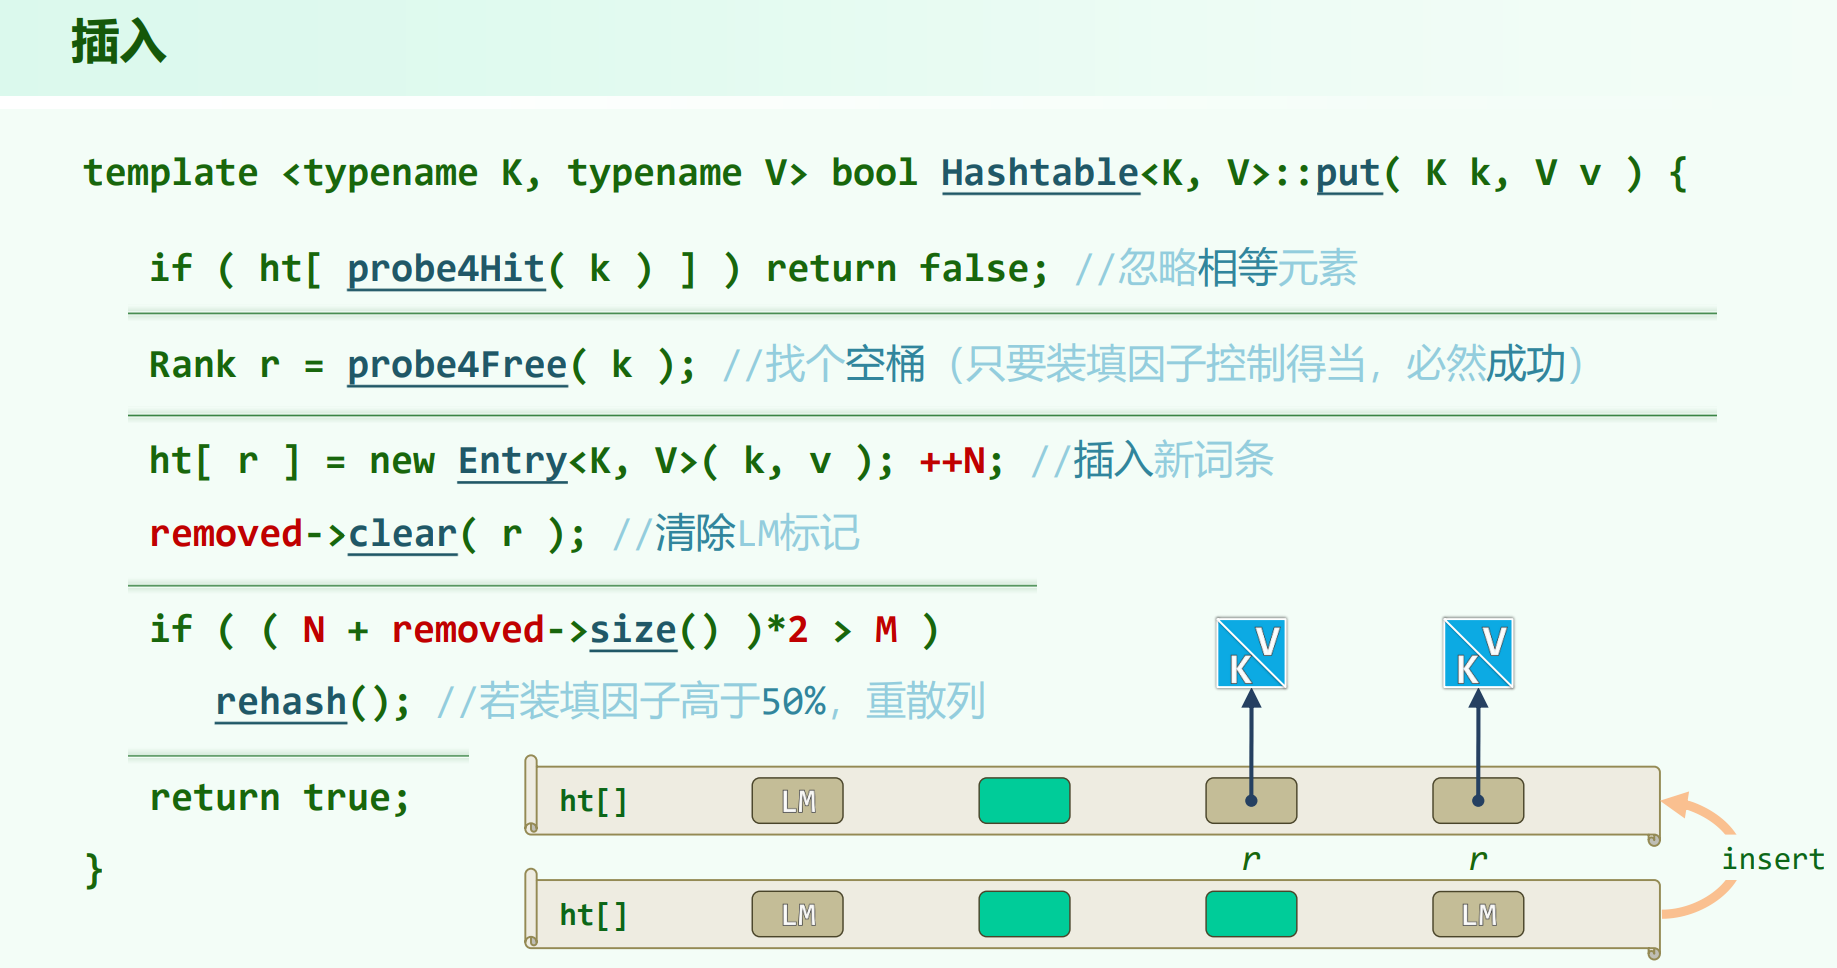 插入
template <typename K, typename V> bool Hashtable<K, V>::put( K k, V v ) {
if ( ht[ probe4Hit( k ) ] ) return false; //忽略相等元素
Rank r = probe4Free( k ); //找个空桶（只要装填因子控制得当，必然成功）
ht[ r ] = new Entry<K, V>( k, v ); ++N; //插入新词条
removed->clear( r ); //清除LM标记
if ( ( N + removed->size() )*2 > M )
rehash(); //若装填因子高于50%，重散列
return true;
}
V K V K
ht[] LM
r r
insert
ht[] LM LM